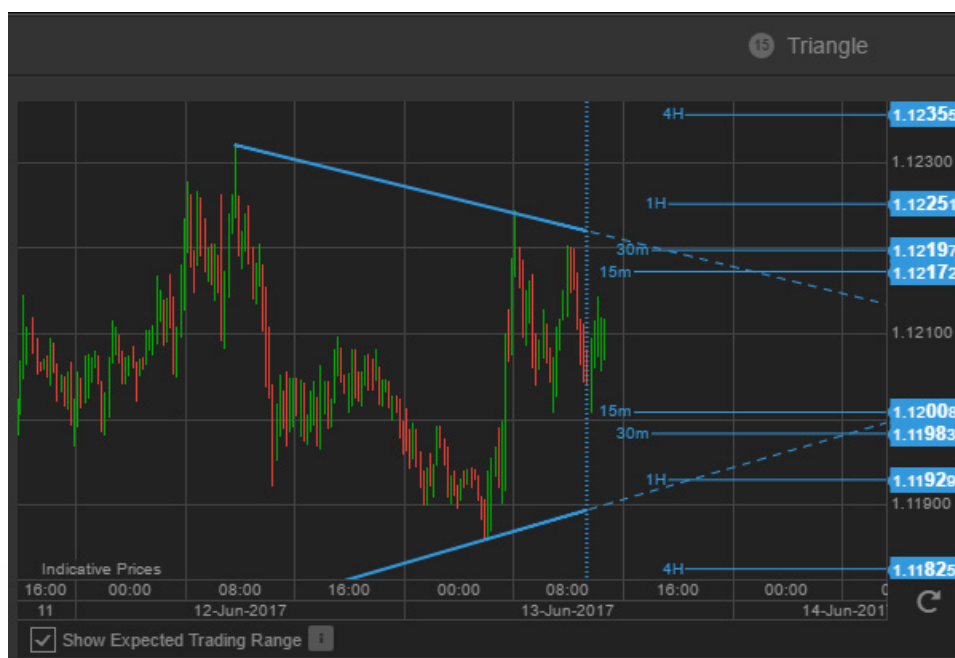 15 Triangle
4H 1.12355
1.12300
1H 1.12251
30m 1.12197
15m 1.12172
1.12100
15m 1.12008
30m 1.11983
1H 1.11929
1.11900
4H 1.11825
Indicative Prices
16:00 00:00 08:00 16:00 00:00 08:00 16:00 00:00
11 12-Jun-2017 13-Jun-2017 14-Jun-201
Show Expected Trading Range i